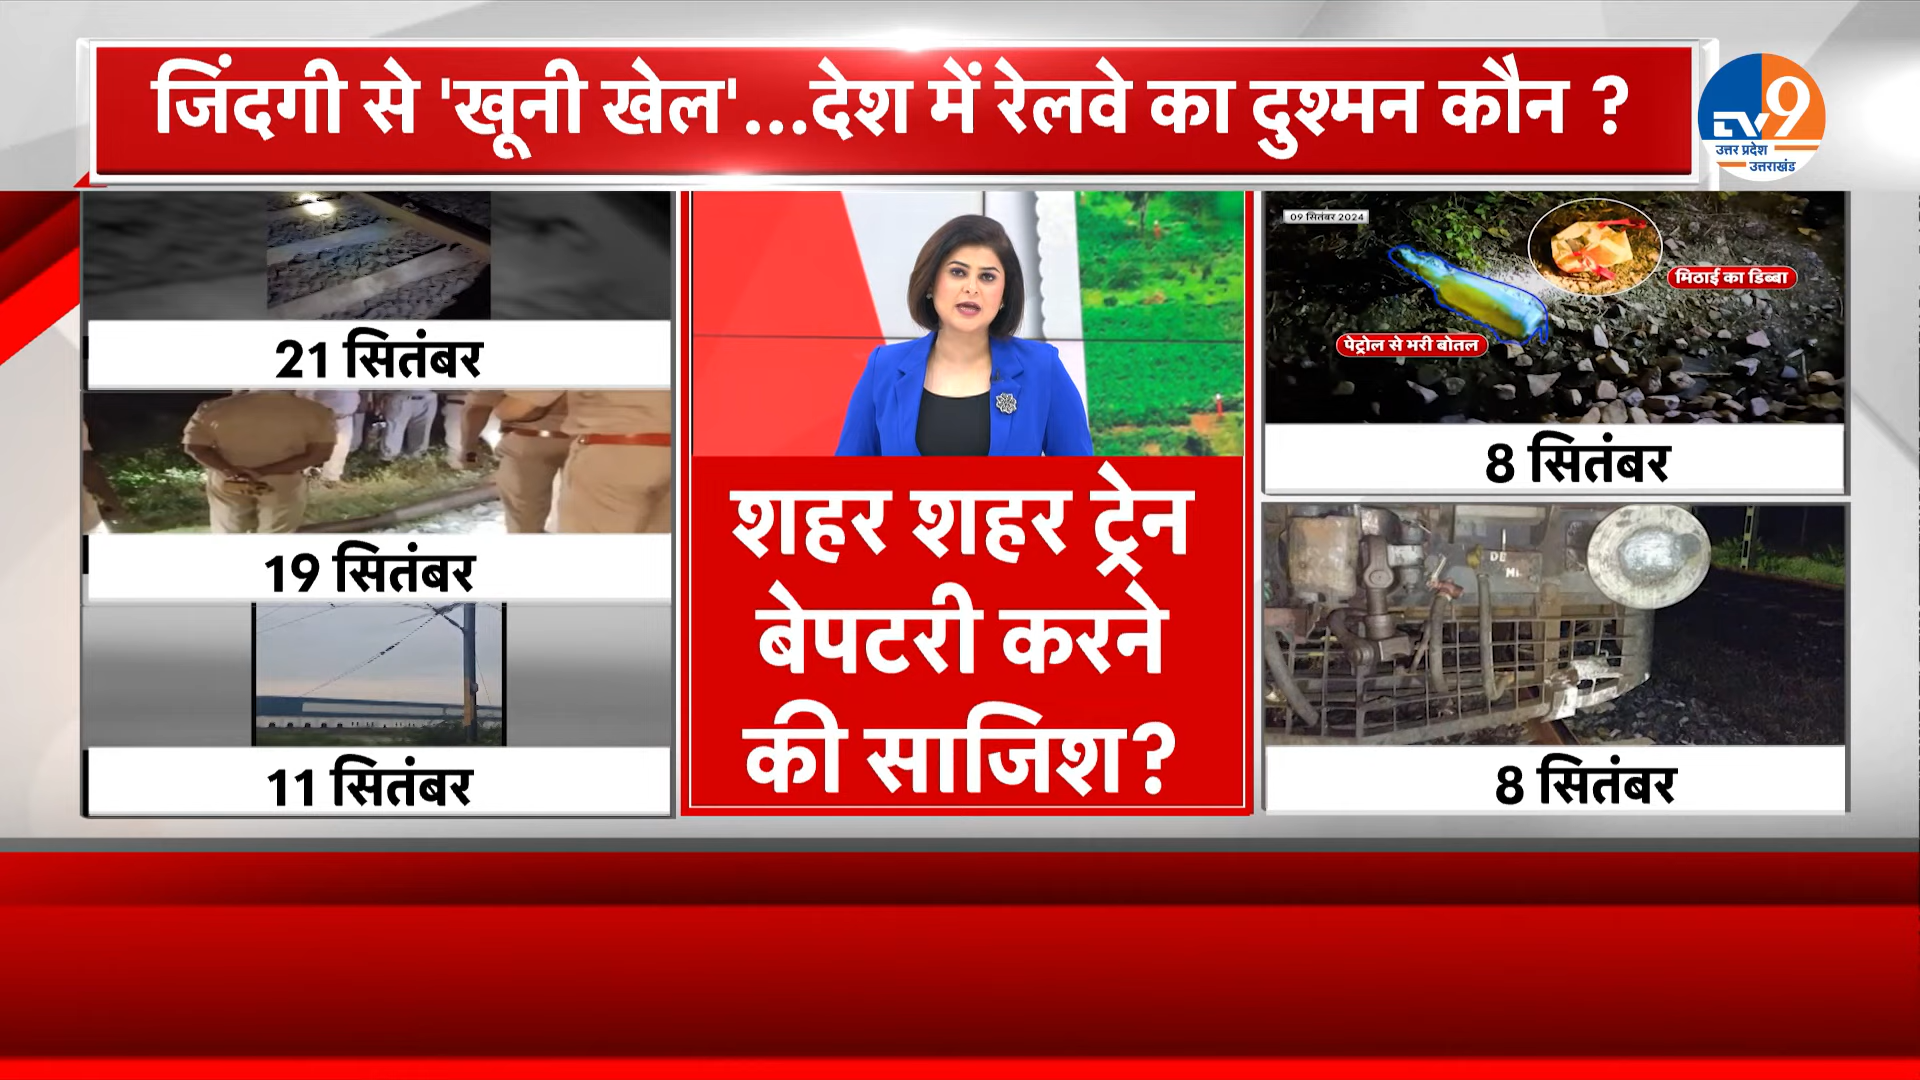 जिंदगी से 'खूनी खेल'...देश में रेलवे का दुश्मन कौन ?
TV9
उत्तर प्रदेश
उत्तराखंड
21 सितंबर
19 सितंबर
11 सितंबर
शहर शहर ट्रेन
बेपटरी करने
की साजिश?
09 सितंबर 2024
मिठाई का डिब्बा
पेट्रोल से भरी बोतल
8 सितंबर
8 सितंबर